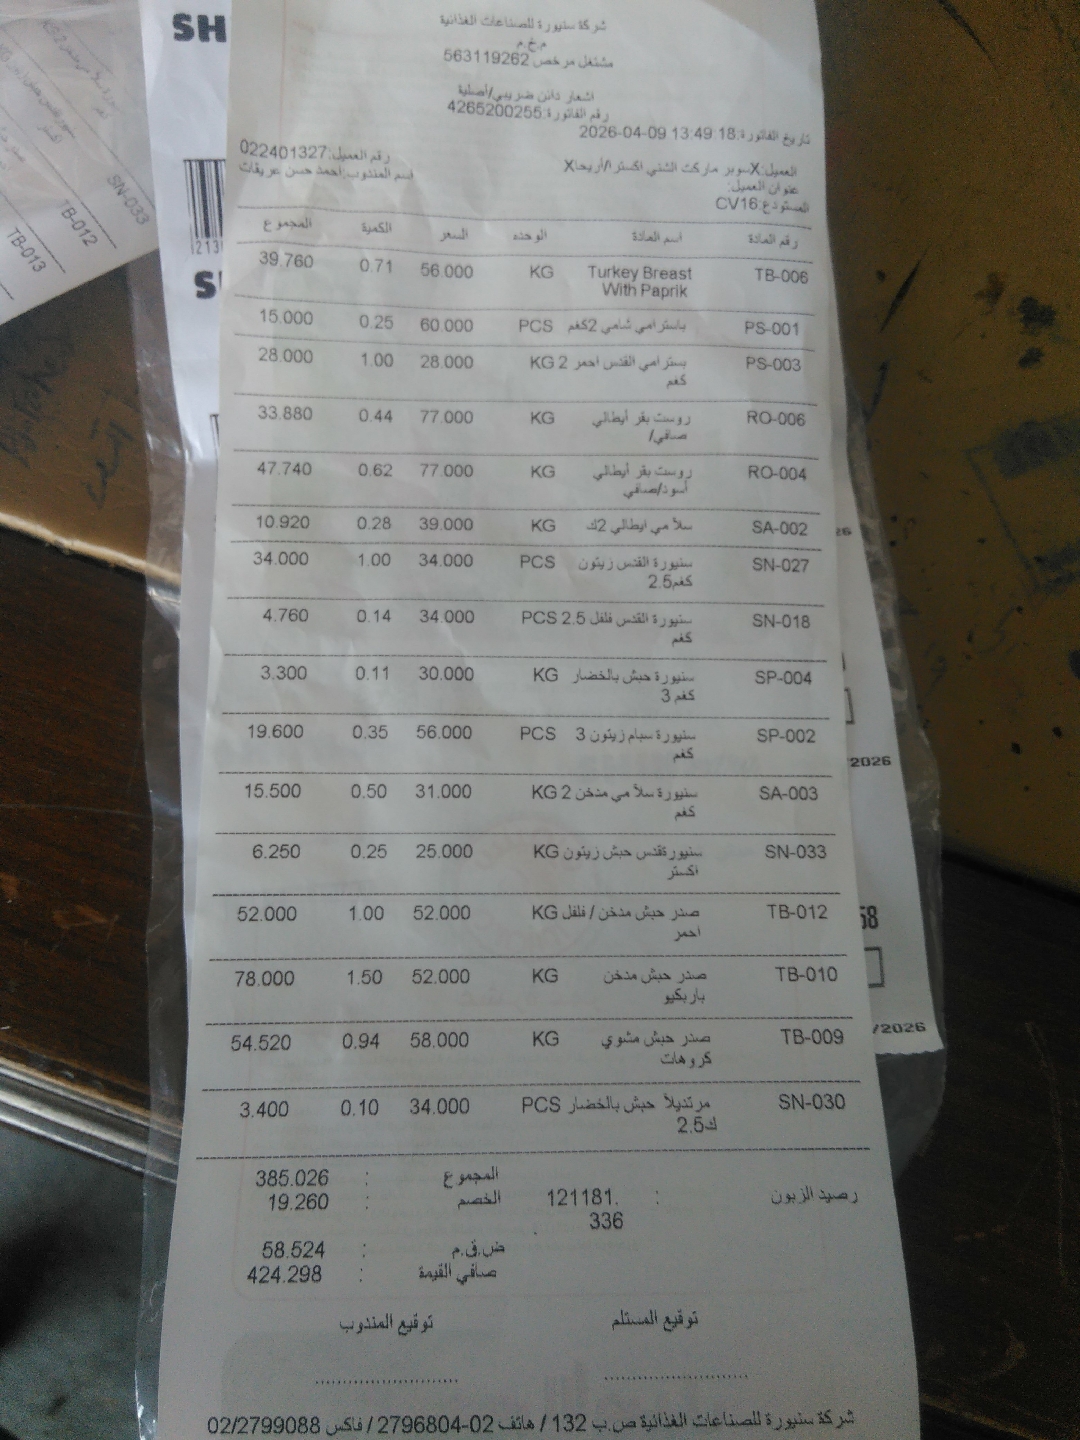 شركة سنيورة للصناعات الغذائية
م.خ.م
مشتغل مرخص 563119262
اشعار دائن ضريبي/أصلية
رقم الفاتورة:4265200255
تاريخ الفاتورة:2026-04-09 13:49:18
العميل:Xسوبر ماركت الشني اكسترا/أريحاX رقم العميل:022401327
عنوان العميل: اسم المندوب:احمد حسن عريقات
المستودع:CV16
رقم المادة اسم المادة الوحده السعر الكمية المجموع
TB-006 Turkey Breast KG 56.000 0.71 39.760
With Paprik
PS-001 باسترامي شامي 2كغم PCS 60.000 0.25 15.000
PS-003 بسترامي القدس احمر 2 KG 28.000 1.00 28.000
كغم
RO-006 روست بقر أيطالي KG 77.000 0.44 33.880
صافي/
RO-004 روست بقر أيطالي KG 77.000 0.62 47.740
أسود/صافي
SA-002 سلامي ايطالي 2ك KG 39.000 0.28 10.920
SN-027 سنيورة القدس زيتون PCS 34.000 1.00 34.000
2.5كغم
SN-018 سنيورة القدس فلفل 2.5 PCS 34.000 0.14 4.760
كغم
SP-004 سنيورة حبش بالخضار KG 30.000 0.11 3.300
3 كغم
SP-002 سنيورة سبام زيتون 3 PCS 56.000 0.35 19.600
كغم
SA-003 سنيورة سلامي مدخن 2 KG 31.000 0.50 15.500
كغم
SN-033 سنيورةقدس حبش زيتون KG 25.000 0.25 6.250
اكستر
TB-012 صدر حبش مدخن / فلفل KG 52.000 1.00 52.000
احمر
TB-010 صدر حبش مدخن KG 52.000 1.50 78.000
باربكيو
TB-009 صدر حبش مشوي KG 58.000 0.94 54.520
كروهات
SN-030 مرتديلا حبش بالخضار PCS 34.000 0.10 3.400
2.5ك
المجموع : 385.026
رصيد الزبون : 121181.
336
الخصم : 19.260
ض.ق.م : 58.524
صافي القيمة : 424.298
توقيع المستلم توقيع المندوب
شركة سنيورة للصناعات الغذائية ص.ب 132 / هاتف 02-2796804 / فاكس 02/2799088
SH
SN-033
TB-012
TB-013
2026
/2026